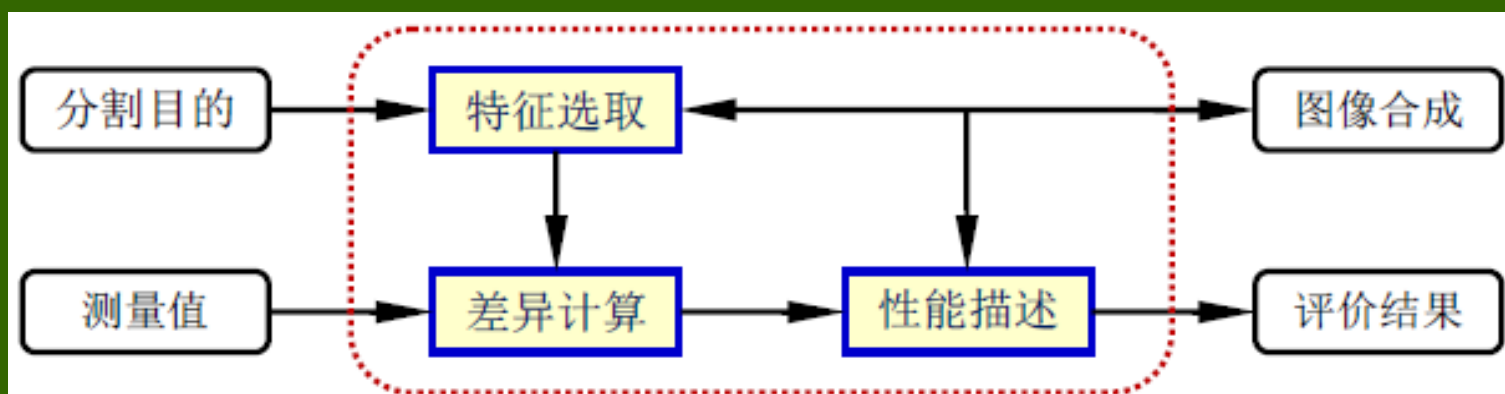 分割目的
特征选取
图像合成
测量值
差异计算
性能描述
评价结果